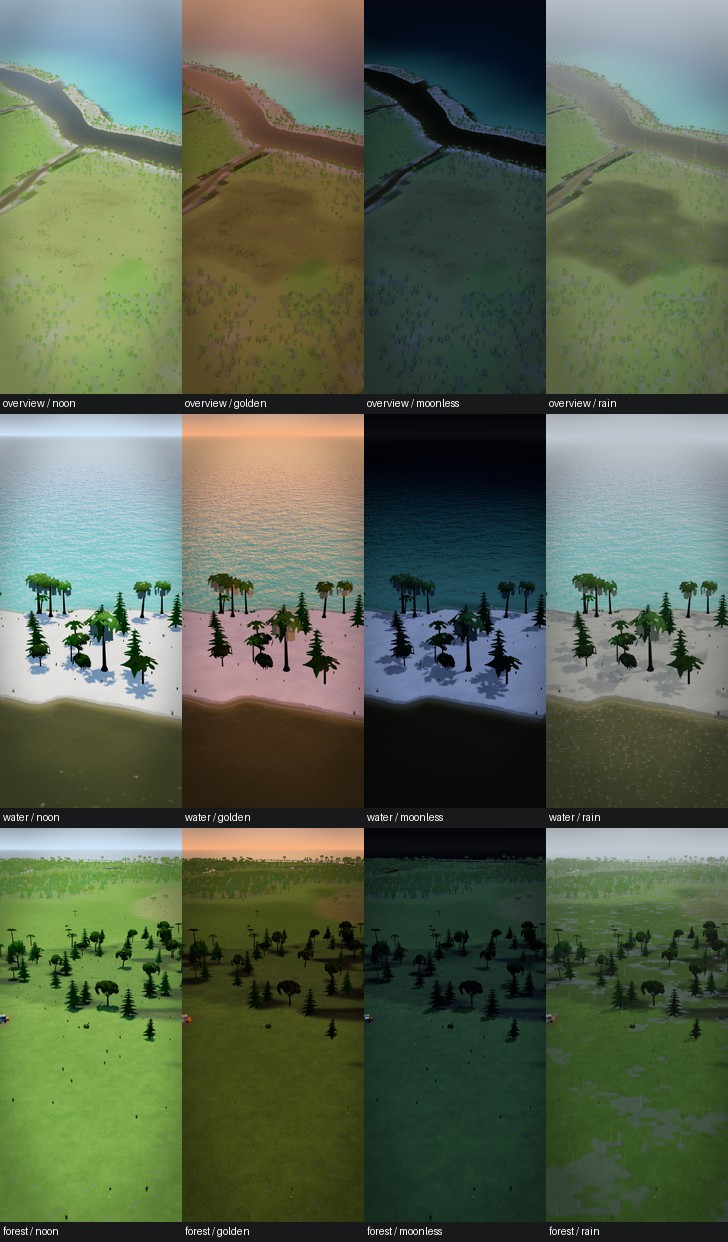 overview / noon
overview / golden
overview / moonless
overview / rain
water / noon
water / golden
water / moonless
water / rain
forest / noon
forest / golden
forest / moonless
forest / rain